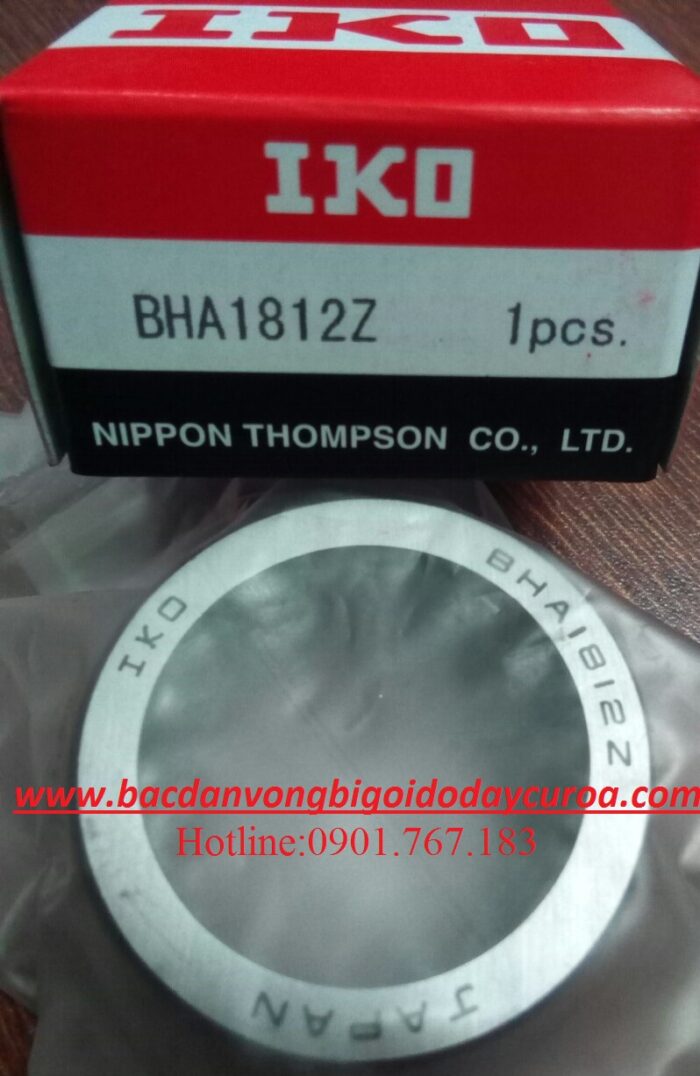 IKO
IKO
BHA1812Z 1pcs.
NIPPON THOMPSON CO., LTD.
IKO
BHA1812Z
www.bacdanvongbigoidodaycuroa.com
Hotline:0901.767.183
JAPAN